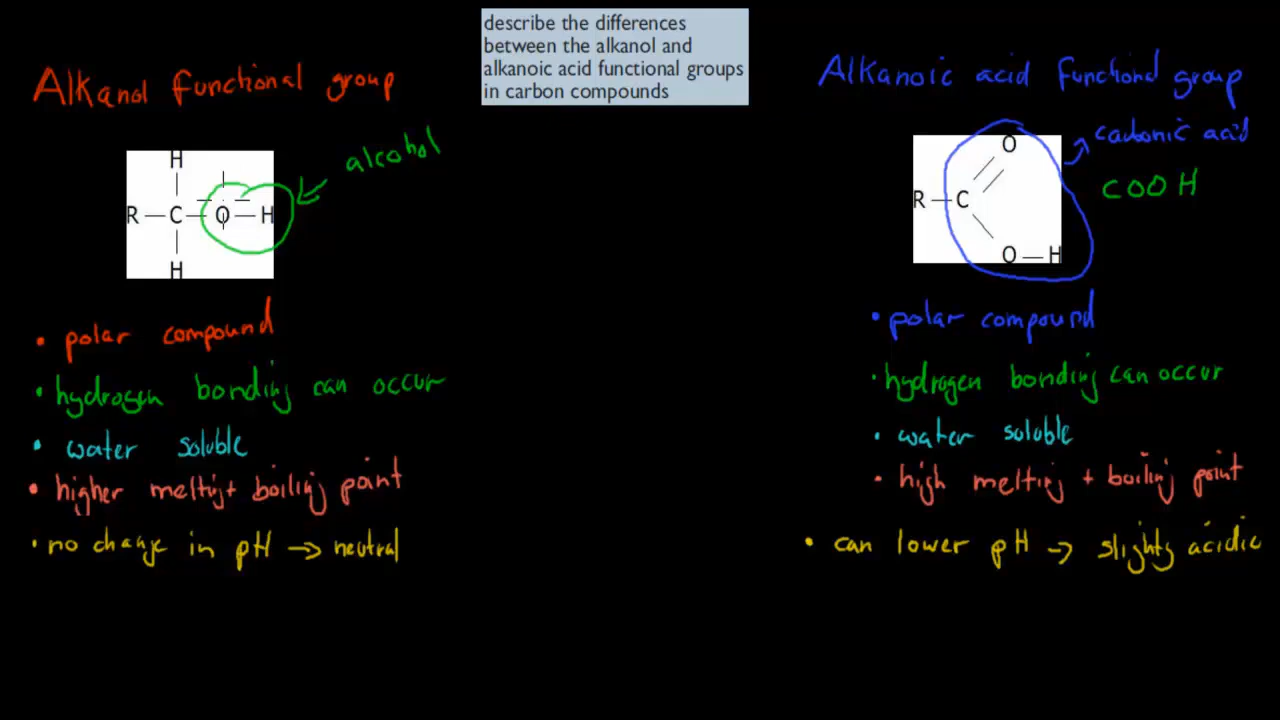 describe the differences
between the alkanol and
alkanoic acid functional groups
in carbon compounds
Alkanol functional group
alcohol
H
R — C — O — H
H
• polar compound
• hydrogen bonding can occur
• water soluble
• higher melting + boiling point
• no change in pH → neutral
Alkanoic acid functional group
carbonic acid
COOH
O
R — C
O — H
• polar compound
• hydrogen bonding can occur
• water soluble
• high melting + boiling point
• can lower pH → slighty acidic